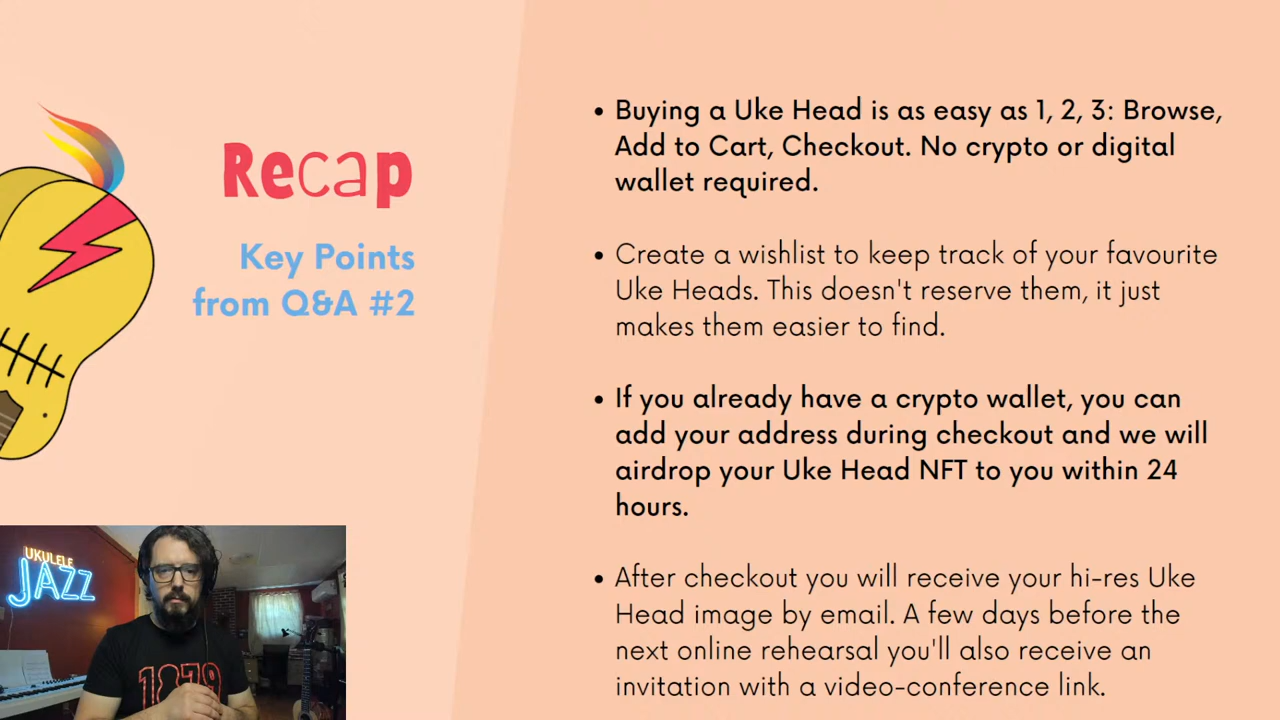 Recap
Key Points
from Q&A #2
• Buying a Uke Head is as easy as 1, 2, 3: Browse,
Add to Cart, Checkout. No crypto or digital
wallet required.
• Create a wishlist to keep track of your favourite
Uke Heads. This doesn't reserve them, it just
makes them easier to find.
• If you already have a crypto wallet, you can
add your address during checkout and we will
airdrop your Uke Head NFT to you within 24
hours.
• After checkout you will receive your hi-res Uke
Head image by email. A few days before the
next online rehearsal you'll also receive an
invitation with a video-conference link.
UKULELE
JAZZ
1879